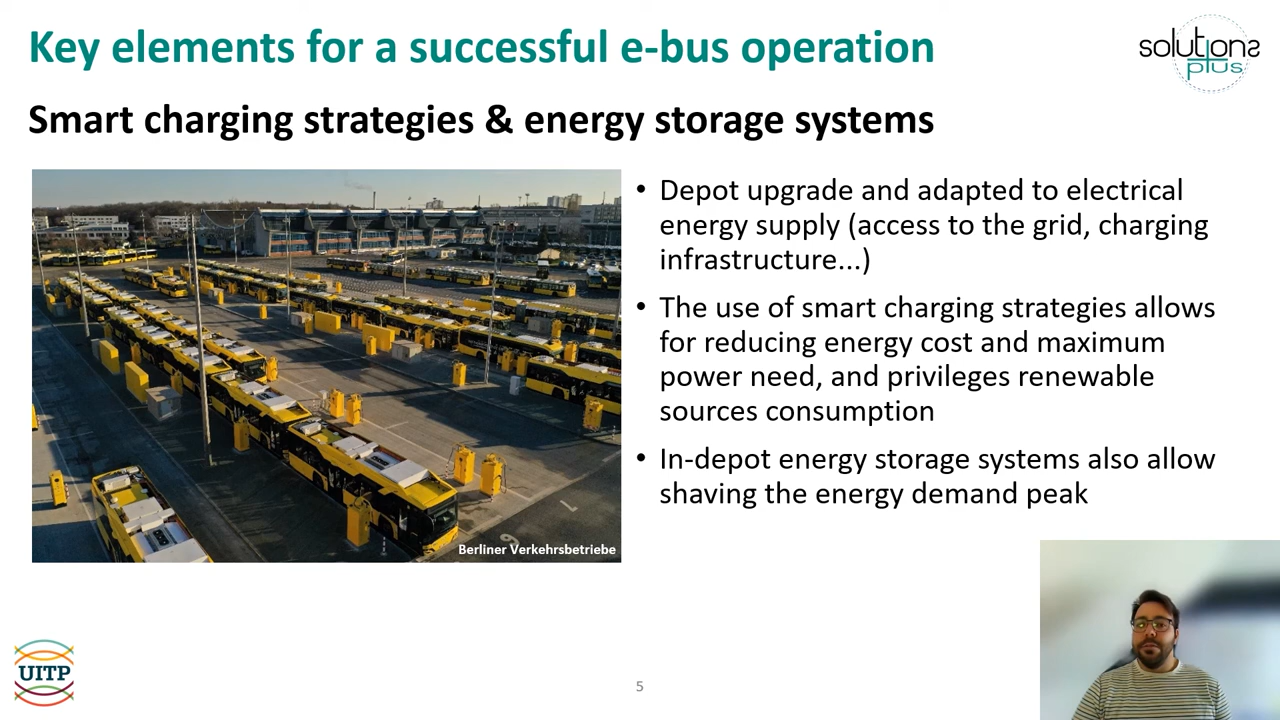 Key elements for a successful e-bus operation
solutions
plus
Smart charging strategies & energy storage systems
• Depot upgrade and adapted to electrical
energy supply (access to the grid, charging
infrastructure...)
• The use of smart charging strategies allows
for reducing energy cost and maximum
power need, and privileges renewable
sources consumption
• In-depot energy storage systems also allow
shaving the energy demand peak
Berliner Verkehrsbetriebe
UITP
5